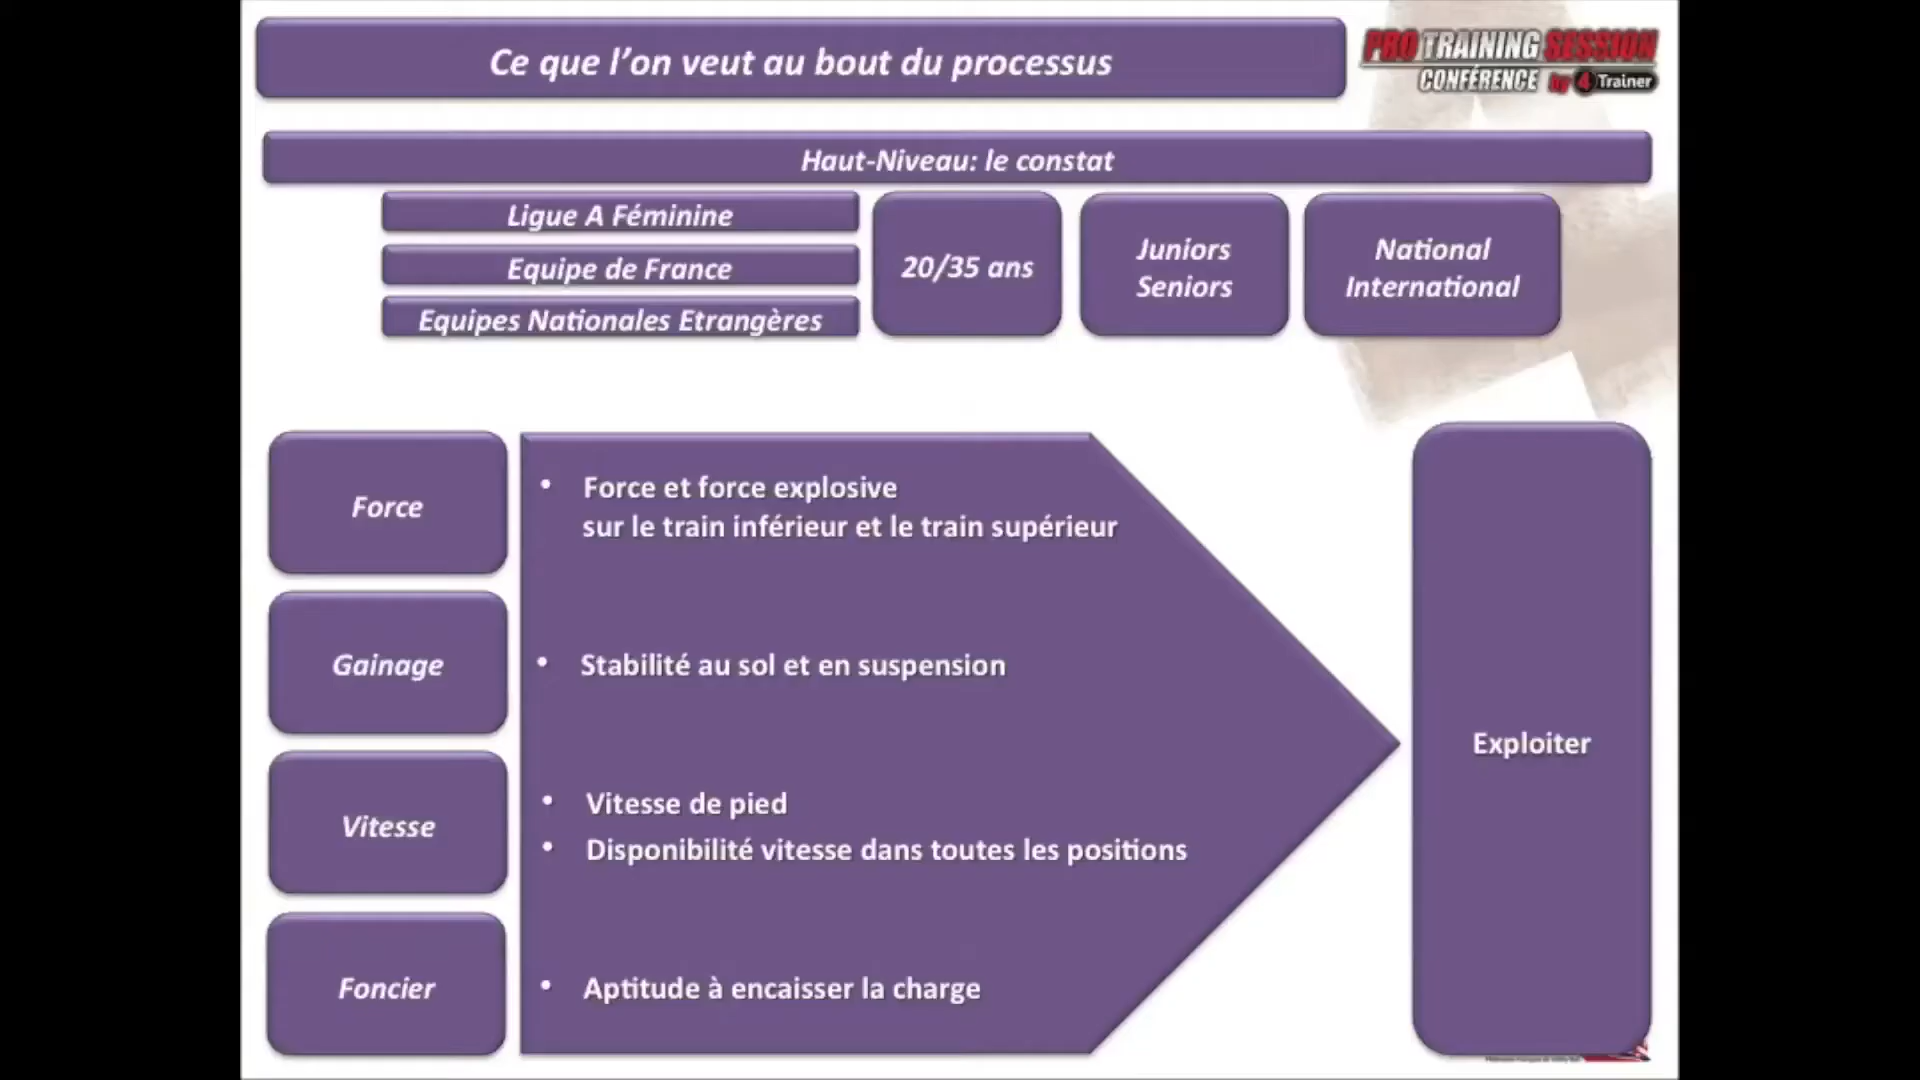 Ce que l’on veut au bout du processus
PRO TRAINING SESSION
CONFÉRENCE by 4 Trainer
Haut-Niveau: le constat
Ligue A Féminine
Equipe de France
Equipes Nationales Etrangères
20/35 ans
Juniors
Seniors
National
International
Force
• Force et force explosive
sur le train inférieur et le train supérieur
Gainage
• Stabilité au sol et en suspension
Vitesse
• Vitesse de pied
• Disponibilité vitesse dans toutes les positions
Foncier
• Aptitude à encaisser la charge
Exploiter